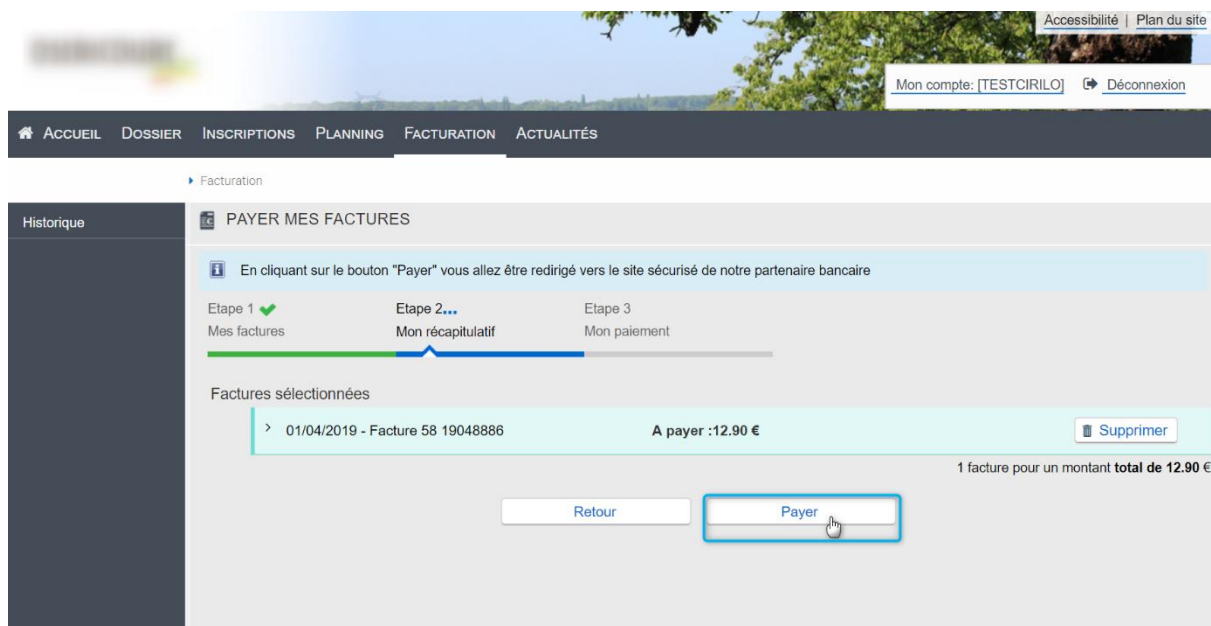 Accessibilité | Plan du site
Mon compte: [TESTCIRILO] Déconnexion
ACCUEIL DOSSIER INSCRIPTIONS PLANNING FACTURATION ACTUALITÉS
Facturation
Historique
PAYER MES FACTURES
En cliquant sur le bouton "Payer" vous allez être redirigé vers le site sécurisé de notre partenaire bancaire
Etape 1 Etape 2... Etape 3
Mes factures Mon récapitulatif Mon paiement
Factures sélectionnées
01/04/2019 - Facture 58 19048886 A payer :12.90 € Supprimer
1 facture pour un montant total de 12.90 €
Retour Payer